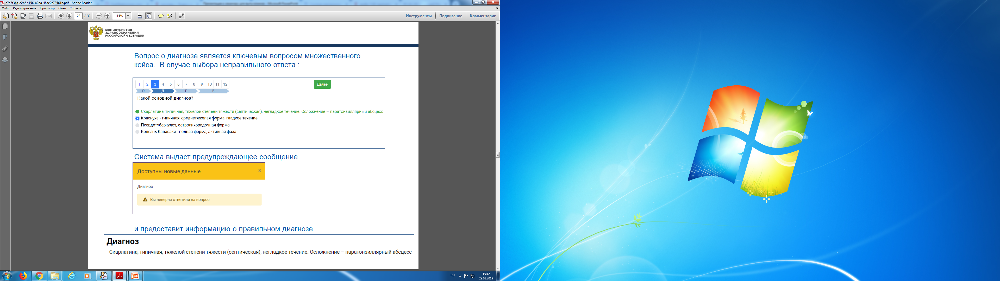 e7a7f36a-e2bf-4156-b2ba-48ae0c73561b.pdf - Adobe Reader
Файл Редактирование Просмотр Окно Справка
22 / 39 115% Инструменты Подписание Комментарии
МИНИСТЕРСТВО
ЗДРАВООХРАНЕНИЯ
РОССИЙСКОЙ ФЕДЕРАЦИИ
Вопрос о диагнозе является ключевым вопросом множественного
кейса. В случае выбора неправильного ответа :
1 2 3 4 5 6 7 8 9 10 11 12 Далее
О Д Л В
Какой основной диагноз?
Скарлатина, типичная, тяжелой степени тяжести (септическая), негладкое течение. Осложнение – паратонзиллярный абсцесс
Краснуха - типичная, среднетяжелая форма, гладкое течение
Псевдотуберкулез, остролихорадочная форма
Болезнь Кавасаки - полная форма, активная фаза
Система выдаст предупреждающее сообщение
Доступны новые данные ×
Диагноз
Вы неверно ответили на вопрос
и предоставит информацию о правильном диагнозе
Диагноз
Скарлатина, типичная, тяжелой степени тяжести (септическая), негладкое течение. Осложнение – паратонзиллярный абсцесс
RU 15:42
22.01.2019